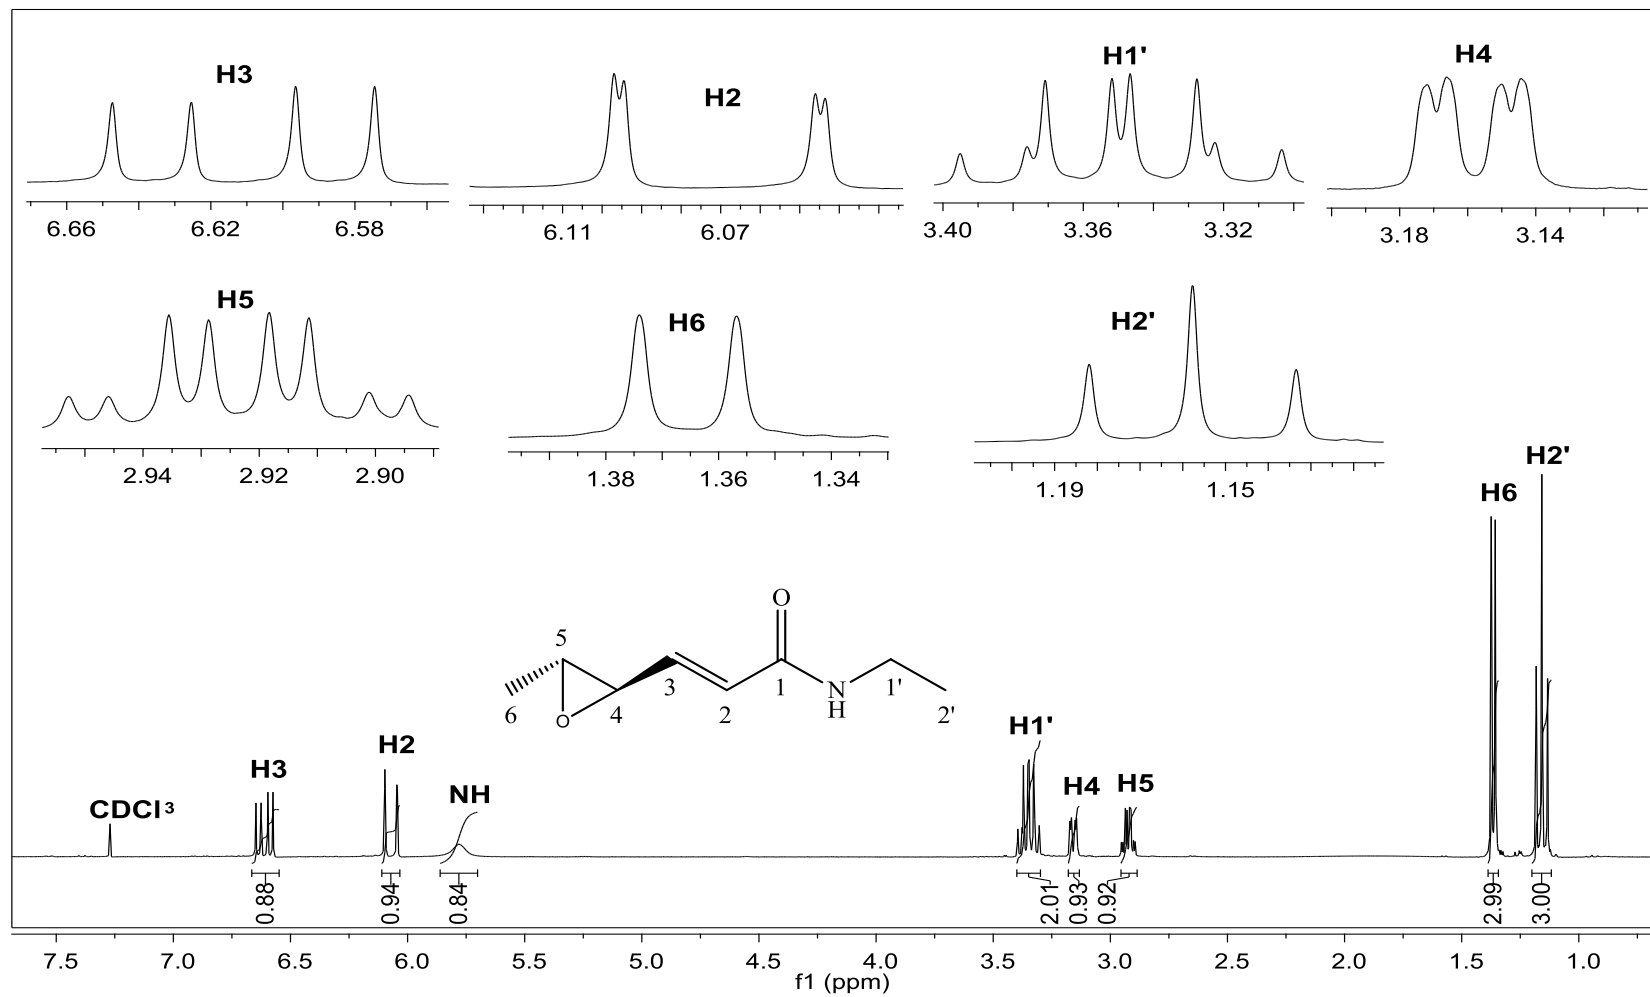 H3
H2
H1'
H4
6.66 6.62 6.58
6.11 6.07
3.40 3.36 3.32
3.18 3.14
H5
H6
H2'
2.94 2.92 2.90
1.38 1.36 1.34
1.19 1.15
H2'
H6
O
5
6
O
4
3
2
1
N
H
1'
2'
H1'
H2
H3
H4
H5
NH
CDCl3
0.88
0.94
0.84
2.01
0.93
0.92
2.99
3.00
7.5 7.0 6.5 6.0 5.5 5.0 4.5 4.0 3.5 3.0 2.5 2.0 1.5 1.0
f1 (ppm)